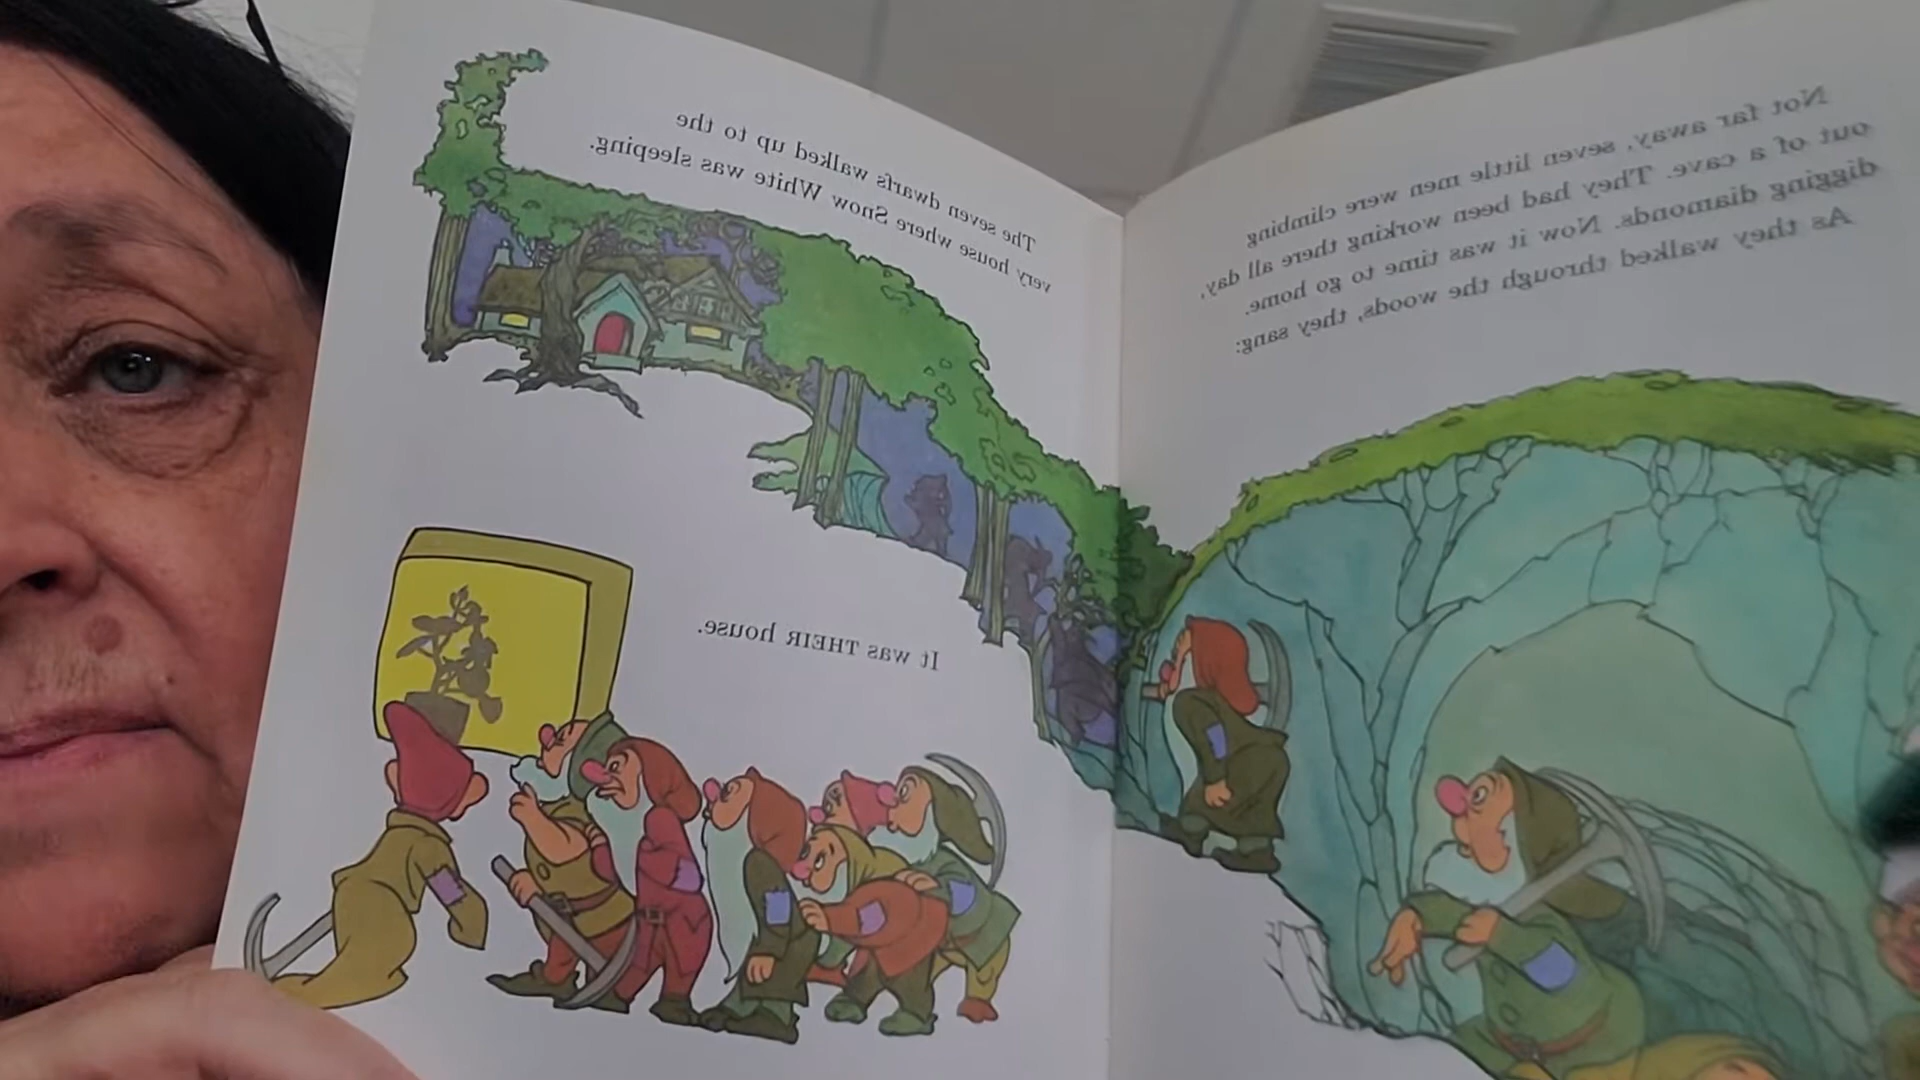 Not far away, seven little men were climbing
out of a cave. They had been working there all day,
digging diamonds. Now it was time to go home.
As they walked through the woods, they sang:
The seven dwarfs walked up to the
very house where Snow White was sleeping.
It was THEIR house.